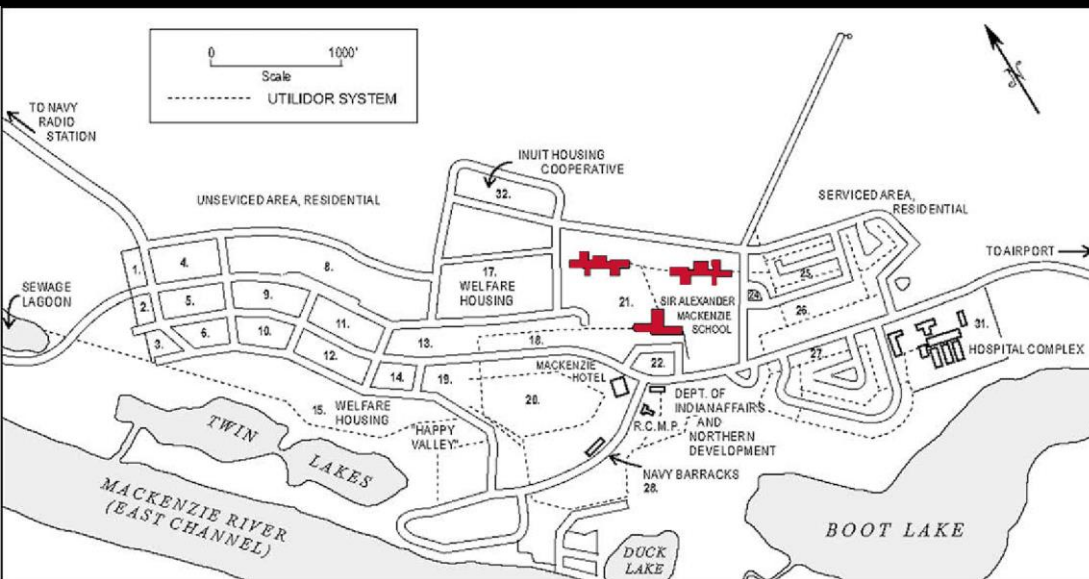 0 1000'
Scale
UTILIDOR SYSTEM
N
TO NAVY
RADIO
STATION
INUIT HOUSING
COOPERATIVE
32.
UNSEVICED AREA, RESIDENTIAL
SERVICED AREA,
RESIDENTIAL
TO AIRPORT
SEWAGE
LAGOON
1.
4.
8.
17.
WELFARE
HOUSING
21.
SIR ALEXANDER
MACKENZIE
SCHOOL
24.
25.
26.
2.
5.
9.
3.
6.
10.
11.
12.
13.
18.
14.
19.
20.
MACKENZIE
HOTEL
22.
27.
31.
HOSPITAL COMPLEX
15. WELFARE
HOUSING
"HAPPY
VALLEY"
R.C.M.P.
DEPT. OF
INDIAN AFFAIRS
AND
NORTHERN
DEVELOPMENT
NAVY BARRACKS
28.
TWIN
LAKES
MACKENZIE RIVER
(EAST CHANNEL)
DUCK
LAKE
BOOT LAKE